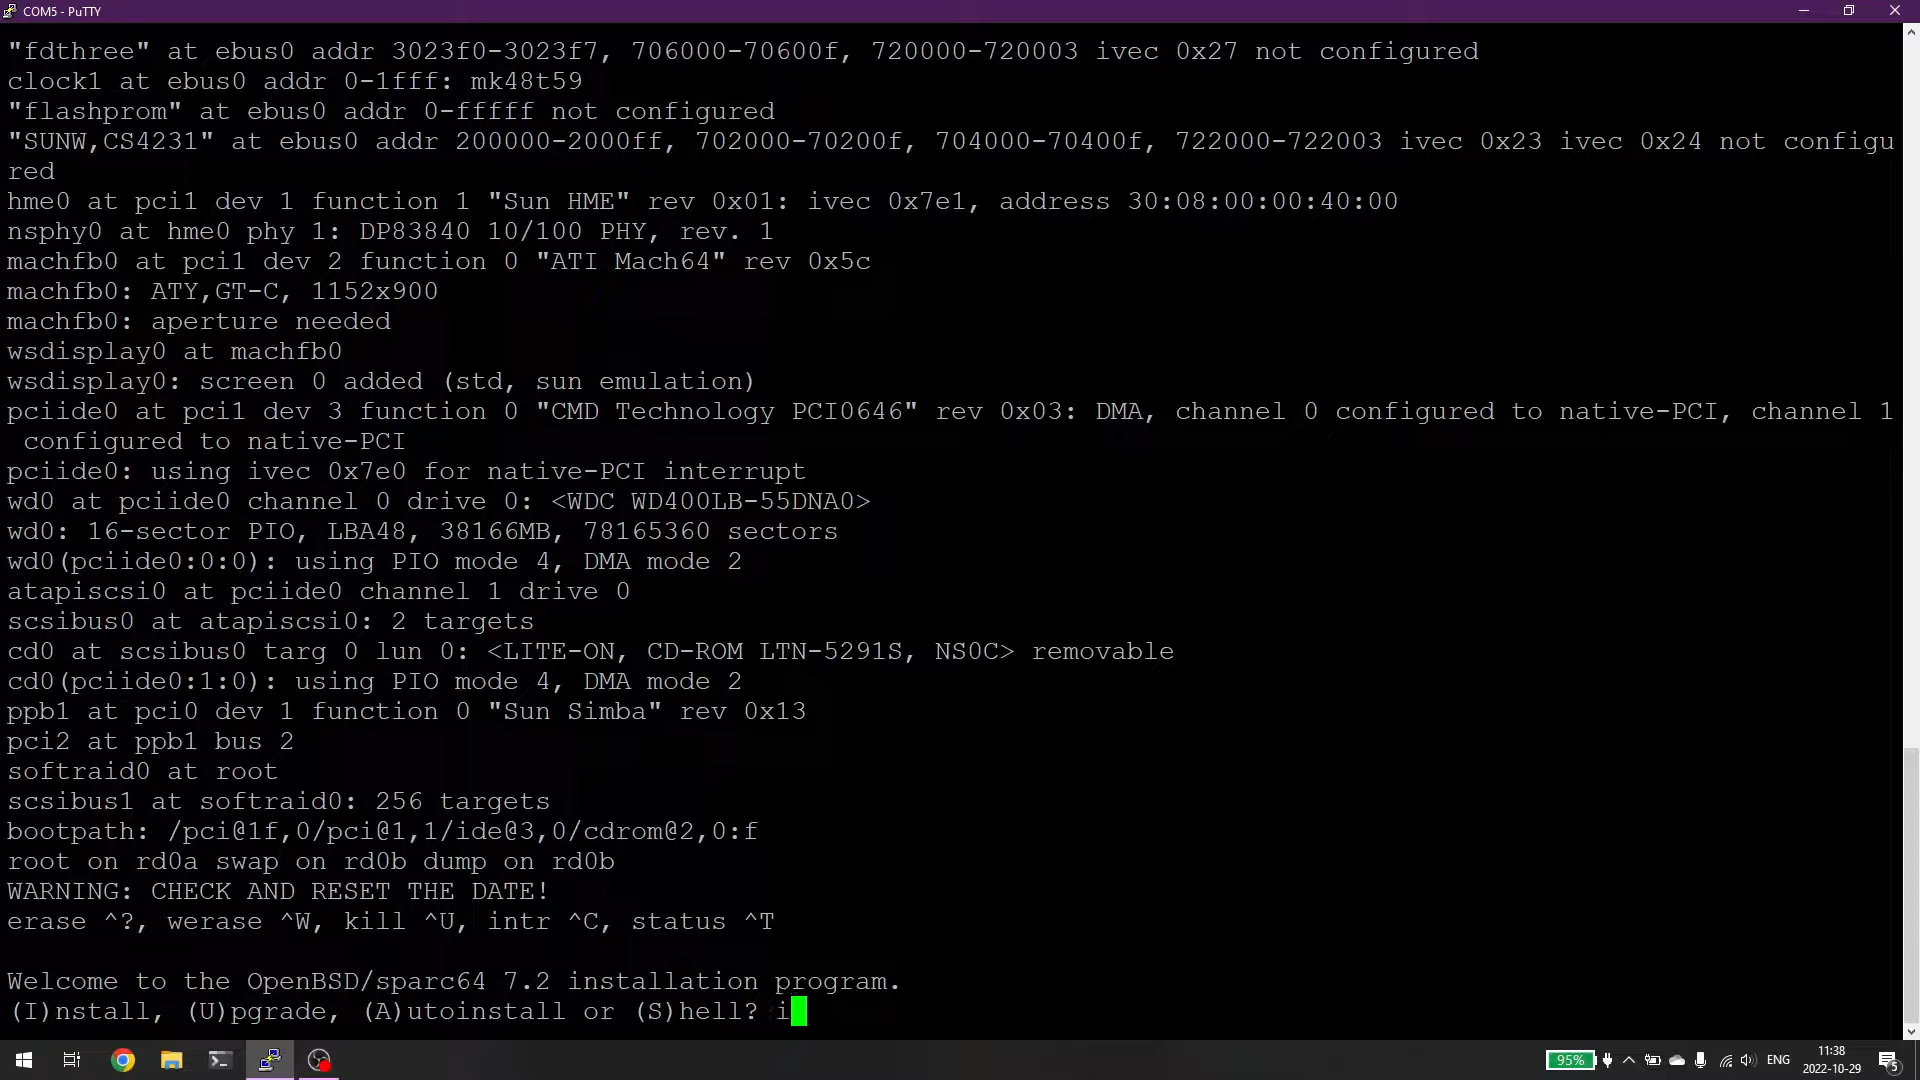 COM5 - PuTTY
"fdthree" at ebus0 addr 3023f0-3023f7, 706000-70600f, 720000-720003 ivec 0x27 not configured
clock1 at ebus0 addr 0-1fff: mk48t59
"flashprom" at ebus0 addr 0-fffff not configured
"SUNW,CS4231" at ebus0 addr 200000-2000ff, 702000-70200f, 704000-70400f, 722000-722003 ivec 0x23 ivec 0x24 not configu
red
hme0 at pci1 dev 1 function 1 "Sun HME" rev 0x01: ivec 0x7e1, address 30:08:00:00:40:00
nsphy0 at hme0 phy 1: DP83840 10/100 PHY, rev. 1
machfb0 at pci1 dev 2 function 0 "ATI Mach64" rev 0x5c
machfb0: ATY,GT-C, 1152x900
machfb0: aperture needed
wsdisplay0 at machfb0
wsdisplay0: screen 0 added (std, sun emulation)
pciide0 at pci1 dev 3 function 0 "CMD Technology PCI0646" rev 0x03: DMA, channel 0 configured to native-PCI, channel 1
 configured to native-PCI
pciide0: using ivec 0x7e0 for native-PCI interrupt
wd0 at pciide0 channel 0 drive 0: <WDC WD400LB-55DNA0>
wd0: 16-sector PIO, LBA48, 38166MB, 78165360 sectors
wd0(pciide0:0:0): using PIO mode 4, DMA mode 2
atapiscsi0 at pciide0 channel 1 drive 0
scsibus0 at atapiscsi0: 2 targets
cd0 at scsibus0 targ 0 lun 0: <LITE-ON, CD-ROM LTN-5291S, NS0C> removable
cd0(pciide0:1:0): using PIO mode 4, DMA mode 2
ppb1 at pci0 dev 1 function 0 "Sun Simba" rev 0x13
pci2 at ppb1 bus 2
softraid0 at root
scsibus1 at softraid0: 256 targets
bootpath: /pci@1f,0/pci@1,1/ide@3,0/cdrom@2,0:f
root on rd0a swap on rd0b dump on rd0b
WARNING: CHECK AND RESET THE DATE!
erase ^?, werase ^W, kill ^U, intr ^C, status ^T
Welcome to the OpenBSD/sparc64 7.2 installation program.
(I)nstall, (U)pgrade, (A)utoinstall or (S)hell? i
95%
ENG
11:38
2022-10-29
5